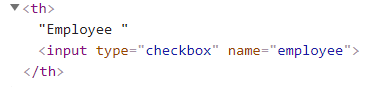 ▼<th>
"Employee "
<input type="checkbox" name="employee">
</th>